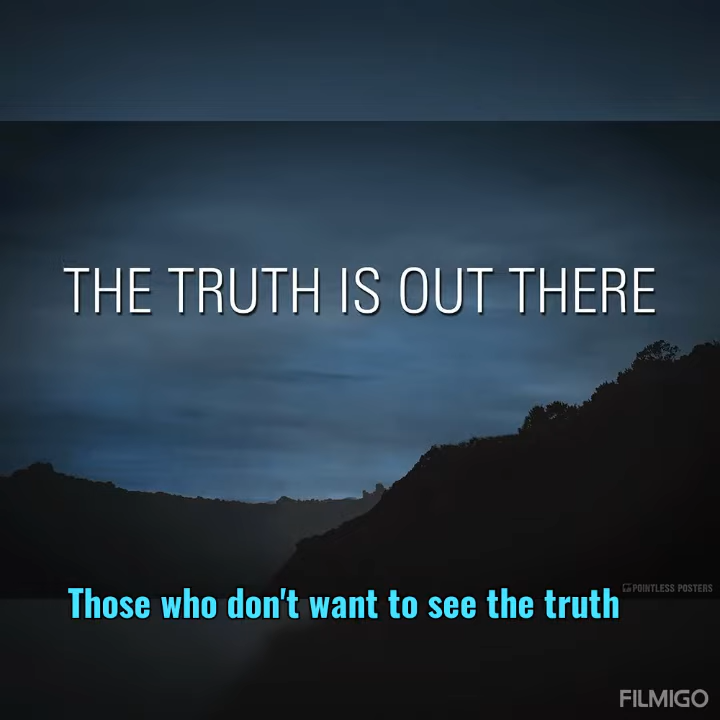 THE TRUTH IS OUT THERE
POINTLESS POSTERS
Those who don't want to see the truth
FILMIGO